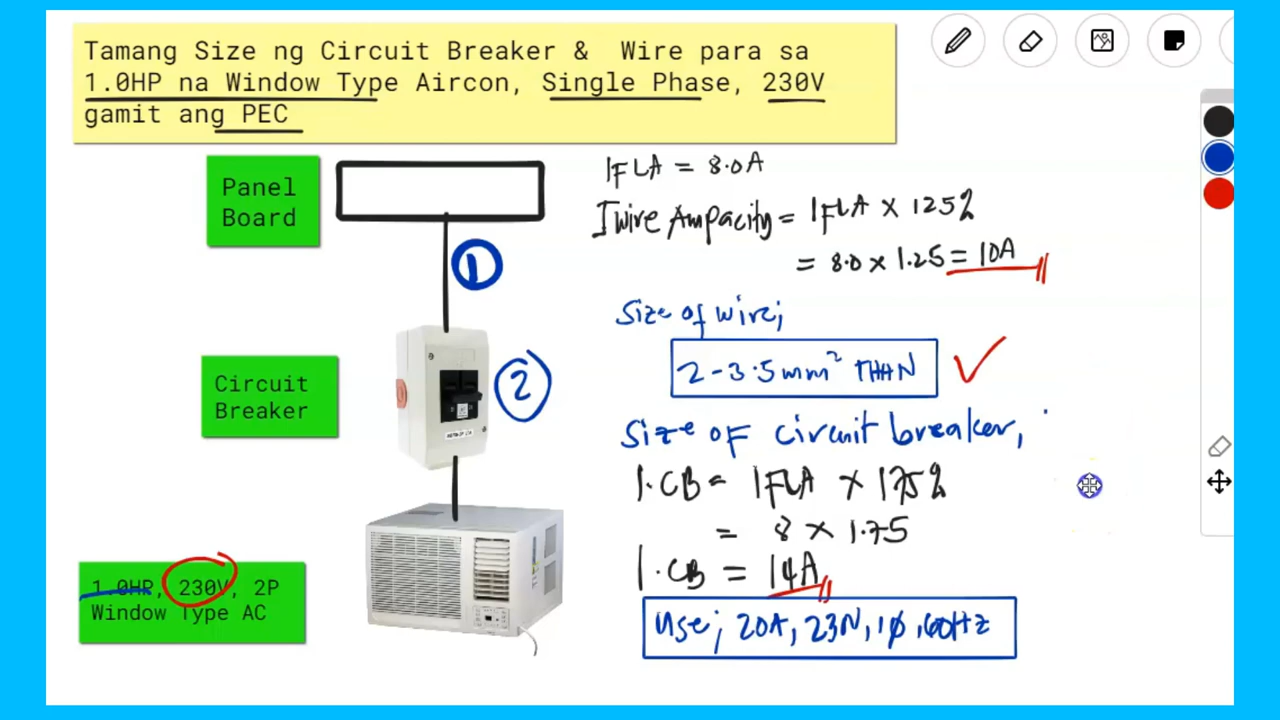 Tamang Size ng Circuit Breaker & Wire para sa
1.0HP na Window Type Aircon, Single Phase, 230V
gamit ang PEC
Panel
Board
IFLA = 8.0A
I wire Ampacity = IFLA x 125%
= 8.0 x 1.25 = 10A
1
Size of wire;
2-3.5mm² THHN
Circuit
Breaker
2
Size of circuit breaker,
I.CB = IFLA x 175%
= 8 x 1.75
I.CB = 14A
Use; 20A, 230V, 1ø, 60Hz
1.0HP, 230V, 2P
Window Type AC